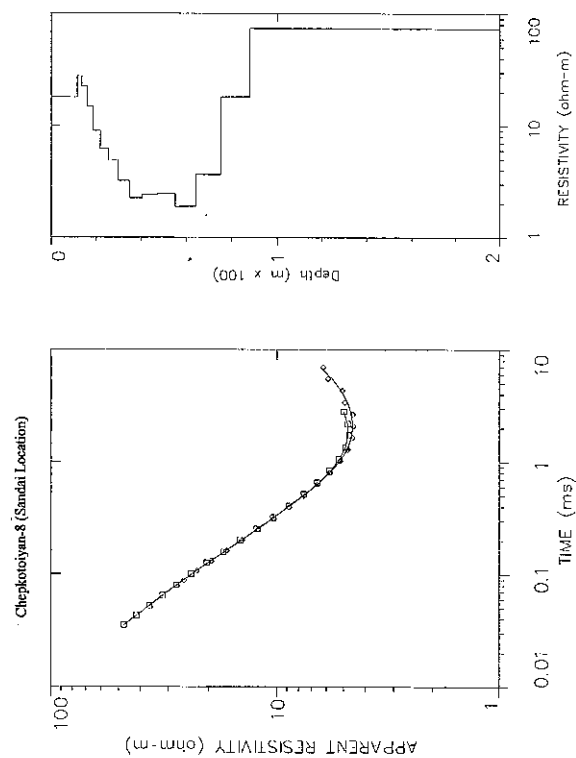 Chepkotoiyan-8 (Sandai Location)
APPARENT RESISTIVITY (ohm-m)
100
10
1
0.01
0.1
1
10
TIME (ms)
Depth (m x 100)
0
1
2
1
10
100
RESISTIVITY (ohm-m)